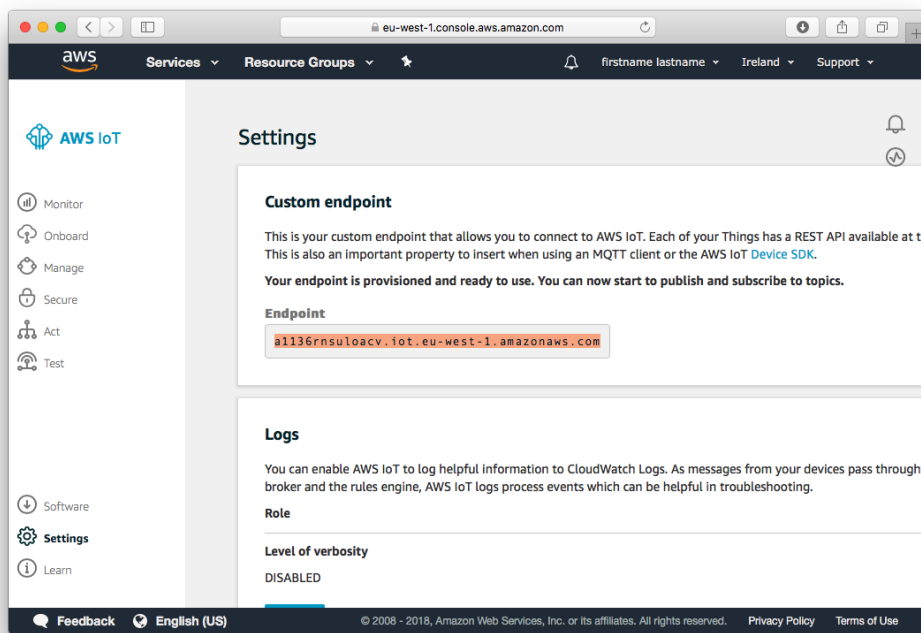 eu-west-1.console.aws.amazon.com
aws
Services
Resource Groups
firstname lastname
Ireland
Support
AWS IoT
Monitor
Onboard
Manage
Secure
Act
Test
Software
Settings
Learn
Settings
Custom endpoint
This is your custom endpoint that allows you to connect to AWS IoT. Each of your Things has a REST API available at t
This is also an important property to insert when using an MQTT client or the AWS IoT Device SDK.
Your endpoint is provisioned and ready to use. You can now start to publish and subscribe to topics.
Endpoint
a1136rnsuloacv.iot.eu-west-1.amazonaws.com
Logs
You can enable AWS IoT to log helpful information to CloudWatch Logs. As messages from your devices pass through
broker and the rules engine, AWS IoT logs process events which can be helpful in troubleshooting.
Role
Level of verbosity
DISABLED
Feedback
English (US)
© 2008 - 2018, Amazon Web Services, Inc. or its affiliates. All rights reserved.
Privacy Policy
Terms of Use